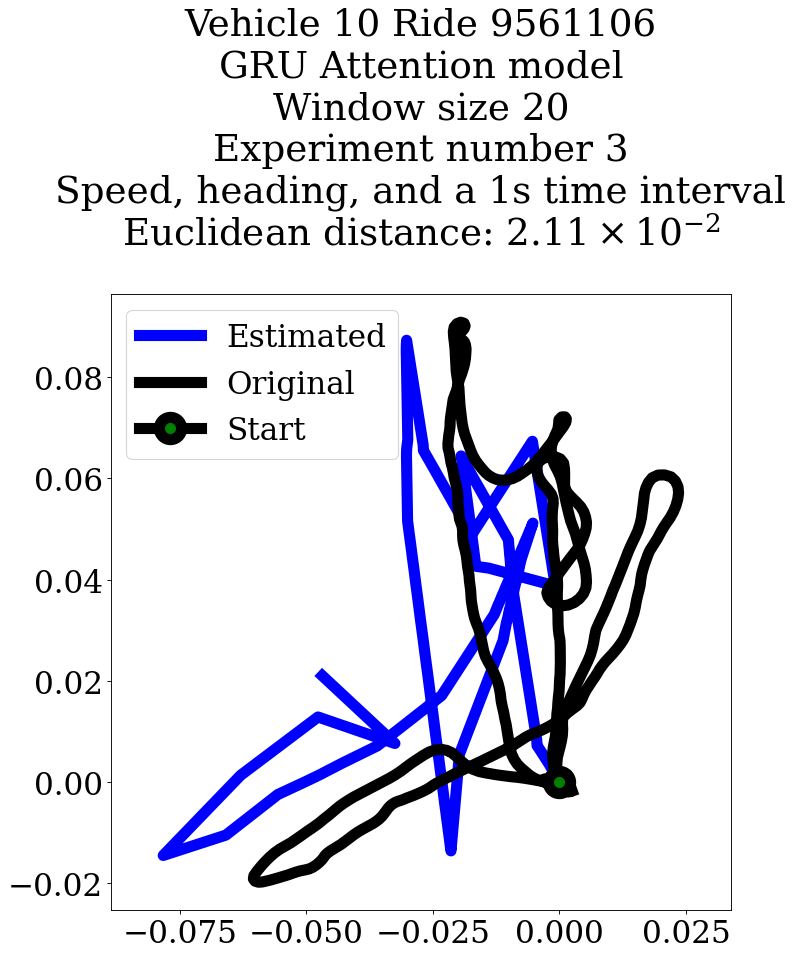 Vehicle 10 Ride 9561106
GRU Attention model
Window size 20
Experiment number 3
Speed, heading, and a 1s time interval
Euclidean distance: 2.11 × 10⁻²
Estimated
Original
Start
0.08
0.06
0.04
0.02
0.00
−0.02
−0.075 −0.050 −0.025 0.000 0.025